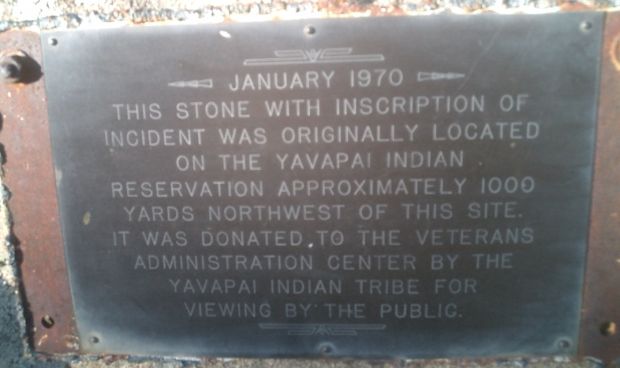 JANUARY 1970
THIS STONE WITH INSCRIPTION OF
INCIDENT WAS ORIGINALLY LOCATED
ON THE YAVAPAI INDIAN
RESERVATION APPROXIMATELY 1000
YARDS NORTHWEST OF THIS SITE.
IT WAS DONATED TO THE VETERANS
ADMINISTRATION CENTER BY THE
YAVAPAI INDIAN TRIBE FOR
VIEWING BY THE PUBLIC.